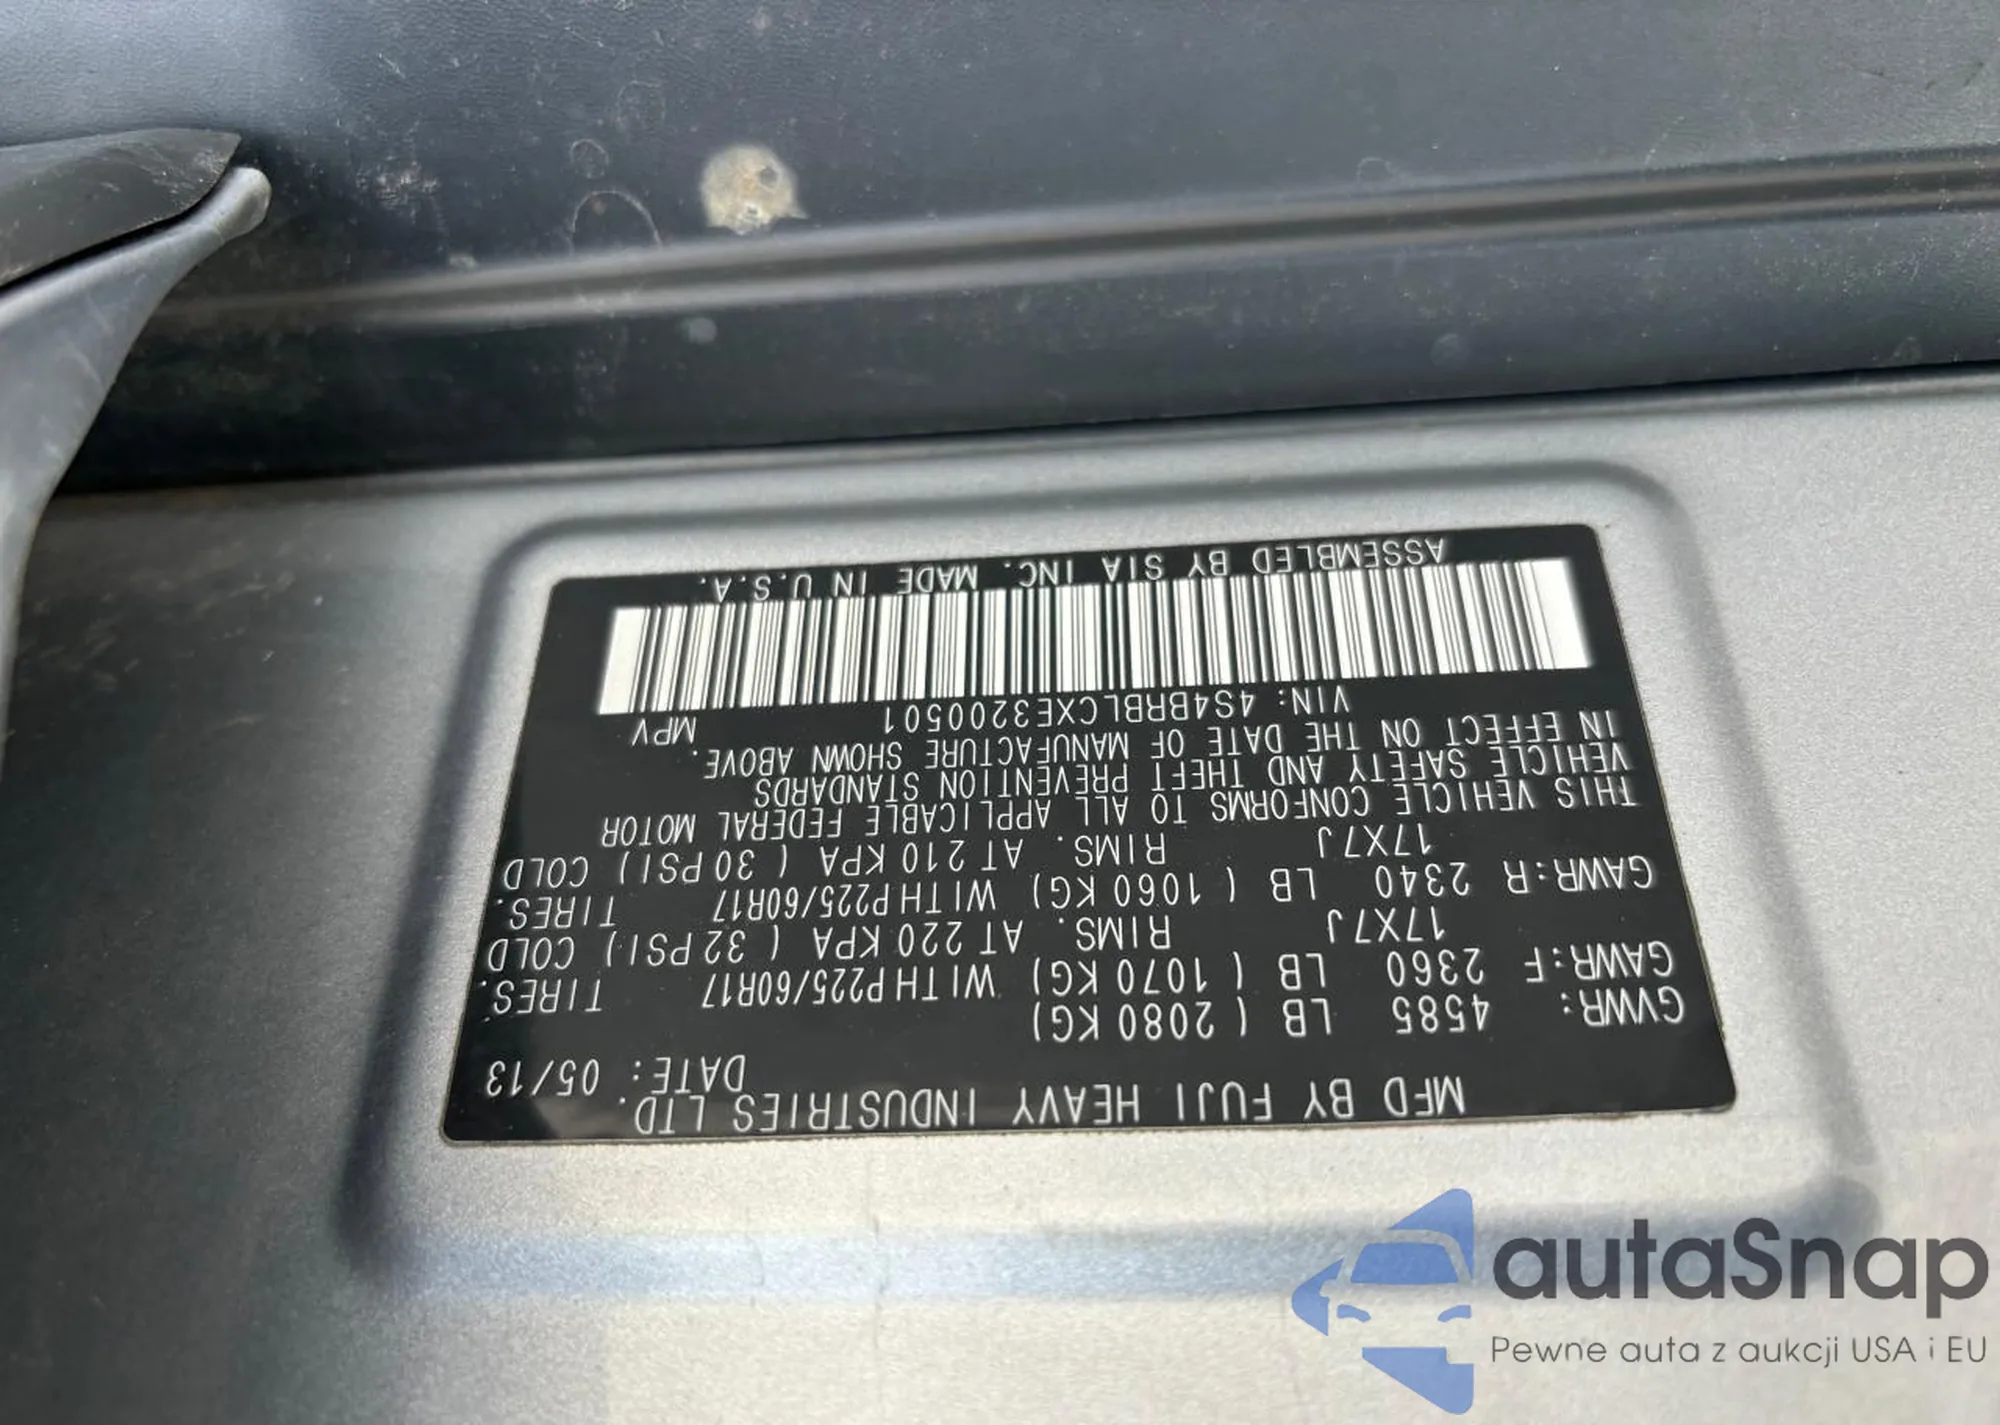 MFD BY FUJI HEAVY INDUSTRIES LTD.
DATE: 05/13
GVWR: 4585 LB ( 2080 KG)
GAWR:F 2360 LB ( 1070 KG) WITH P225/60R17 TIRES.
17X7J RIMS. AT 220 KPA ( 32 PSI) COLD
GAWR:R 2340 LB ( 1060 KG) WITH P225/60R17 TIRES.
17X7J RIMS. AT 210 KPA ( 30 PSI) COLD
THIS VEHICLE CONFORMS TO ALL APPLICABLE FEDERAL MOTOR
VEHICLE SAFETY AND THEFT PREVENTION STANDARDS
IN EFFECT ON THE DATE OF MANUFACTURE SHOWN ABOVE.
VIN: 4S4BRBLCXE3200501 MPV
ASSEMBLED BY SIA INC. MADE IN U.S.A.
autaSnap
Pewne auta z aukcji USA i EU